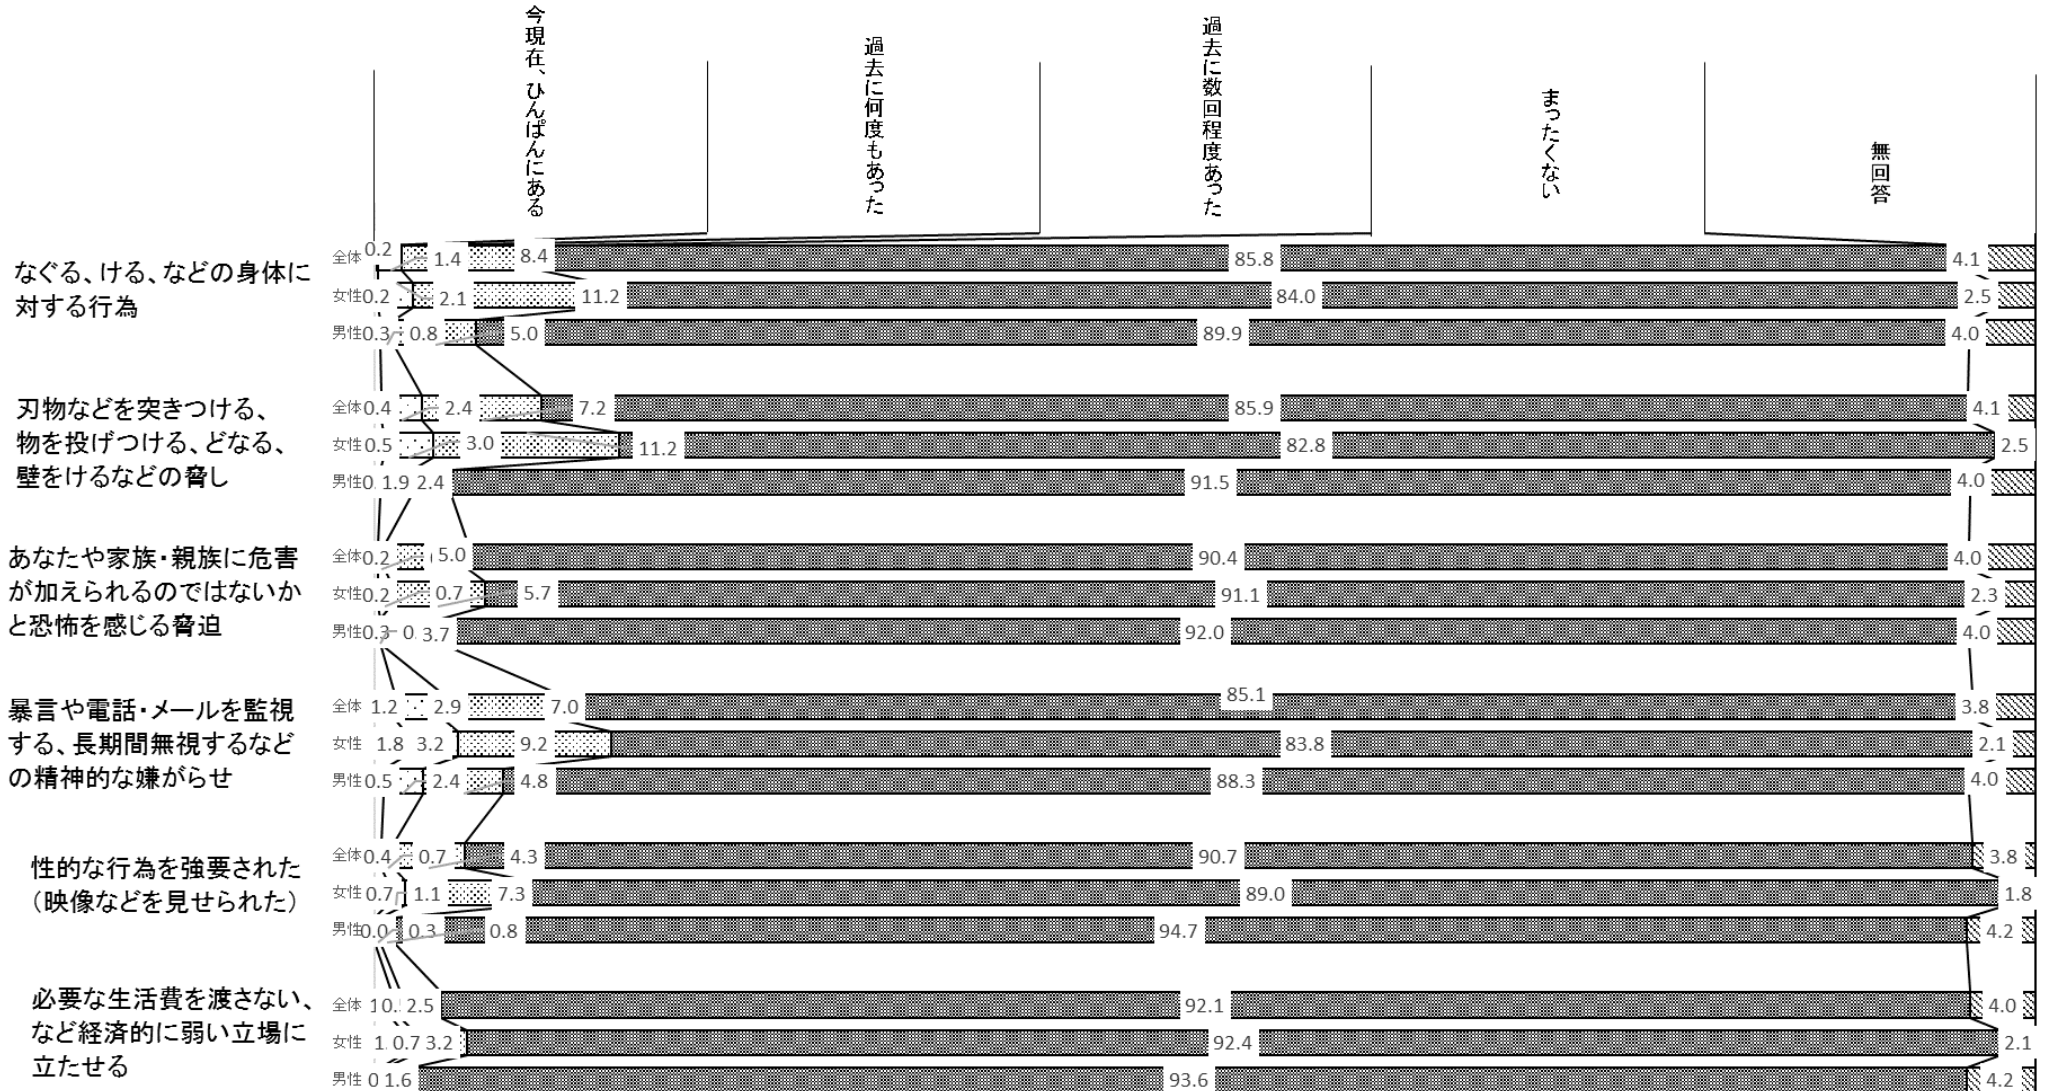 今現在、ひんぱんにある
過去に何度もあった
過去に数回程度あった
まったくない
無回答
なぐる、ける、などの身体に
対する行為
全体 0.2 1.4 8.4 85.8 4.1
女性 0.2 2.1 11.2 84.0 2.5
男性 0.3 0.8 5.0 89.9 4.0
刃物などを突きつける、
物を投げつける、どなる、
壁をけるなどの脅し
全体 0.4 2.4 7.2 85.9 4.1
女性 0.5 3.0 11.2 82.8 2.5
男性 1.9 2.4 91.5 4.0
あなたや家族・親族に危害
が加えられるのではないか
と恐怖を感じる脅迫
全体 0.2 5.0 90.4 4.0
女性 0.2 0.7 5.7 91.1 2.3
男性 0.3 3.7 92.0 4.0
暴言や電話・メールを監視
する、長期間無視するなど
の精神的な嫌がらせ
全体 1.2 2.9 7.0 85.1 3.8
女性 1.8 3.2 9.2 83.8 2.1
男性 0.5 2.4 4.8 88.3 4.0
性的な行為を強要された
（映像などを見せられた）
全体 0.4 0.7 4.3 90.7 3.8
女性 0.7 1.1 7.3 89.0 1.8
男性 0.0 0.3 0.8 94.7 4.2
必要な生活費を渡さない、
など経済的に弱い立場に
立たせる
全体 2.5 92.1 4.0
女性 0.7 3.2 92.4 2.1
男性 1.6 93.6 4.2